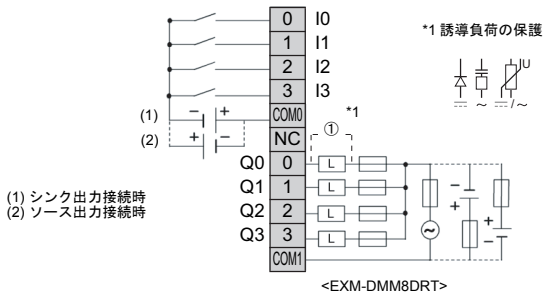 0 I0
1 I1
2 I2
3 I3
*1 誘導負荷の保護
U
⎓ ~ ⎓/~
(1) − + COM0 *1
(2) + − NC
①
Q0 0 L
Q1 1 L
Q2 2 L
Q3 3 L
− +
~
+ −
COM1
(1) シンク出力接続時
(2) ソース出力接続時
<EXM-DMM8DRT>